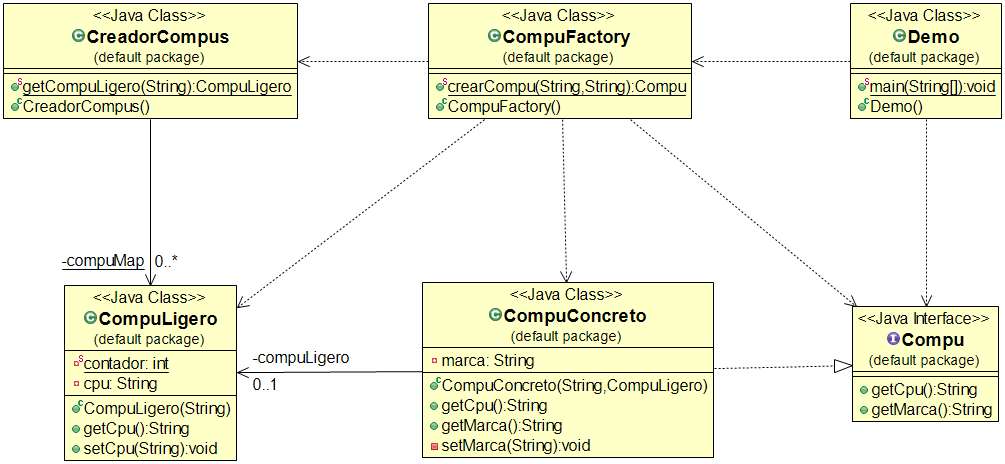 <<Java Class>>
CreadorCompus
(default package)
getCompuLigero(String):CompuLigero
CreadorCompus()
<<Java Class>>
CompuFactory
(default package)
crearCompu(String,String):Compu
CompuFactory()
<<Java Class>>
Demo
(default package)
main(String[]):void
Demo()
-compuMap
0..*
<<Java Class>>
CompuLigero
(default package)
contador: int
cpu: String
CompuLigero(String)
getCpu():String
setCpu(String):void
-compuLigero
0..1
<<Java Class>>
CompuConcreto
(default package)
marca: String
CompuConcreto(String,CompuLigero)
getCpu():String
getMarca():String
setMarca(String):void
<<Java Interface>>
Compu
(default package)
getCpu():String
getMarca():String